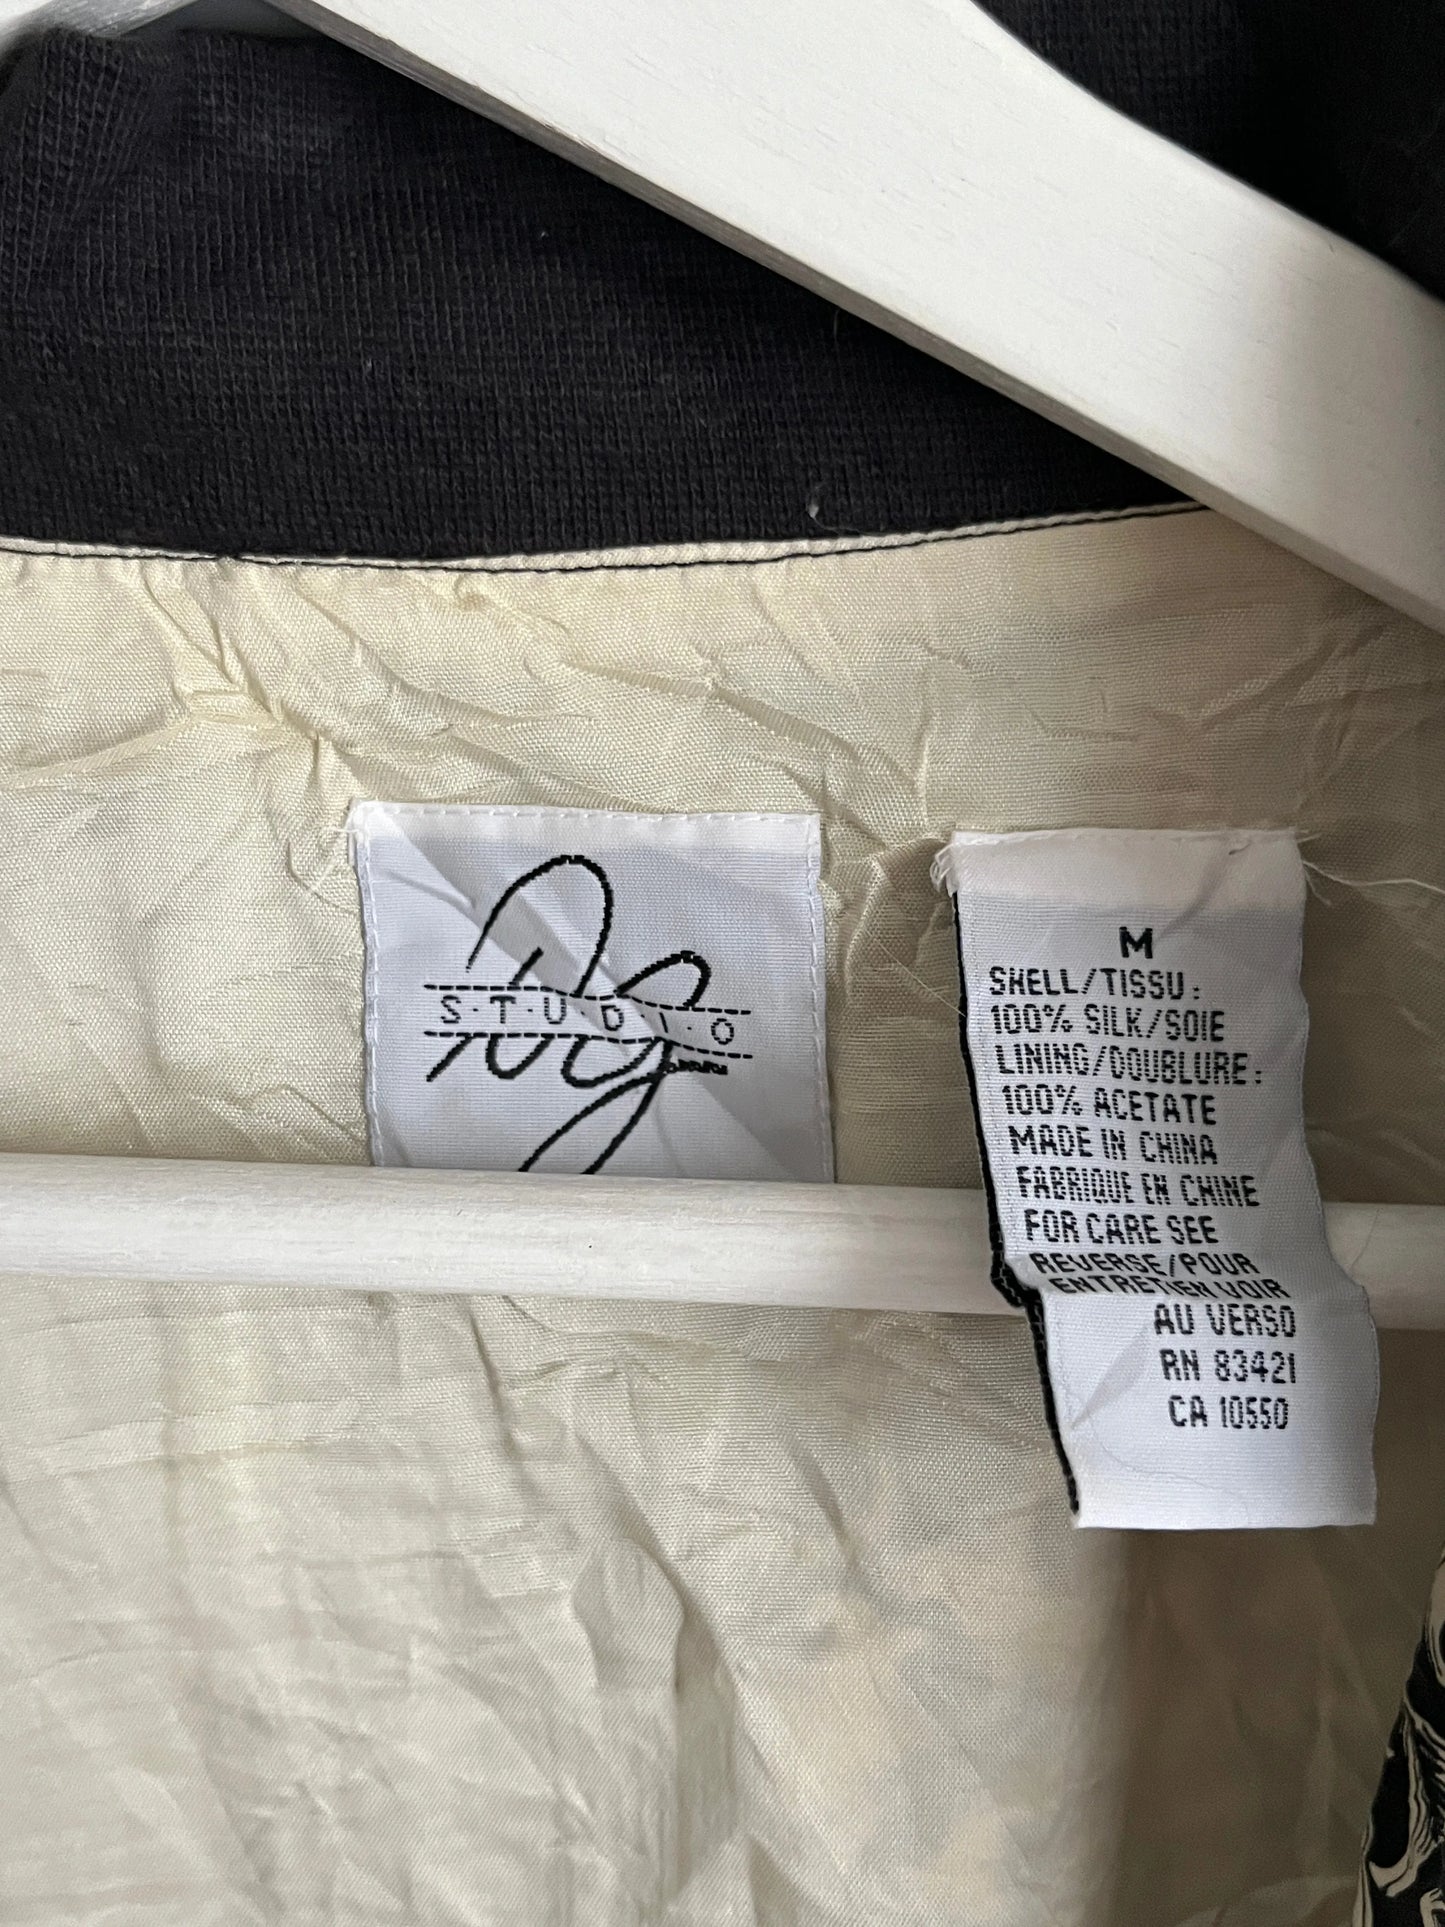 S·T·U·D·I·O
M
SHELL/TISSU:
100% SILK/SOIE
LINING/DOUBLURE:
100% ACETATE
MADE IN CHINA
FABRIQUE EN CHINE
FOR CARE SEE
REVERSE/POUR
ENTRETIEN VOIR
AU VERSO
RN 83421
CA 10550